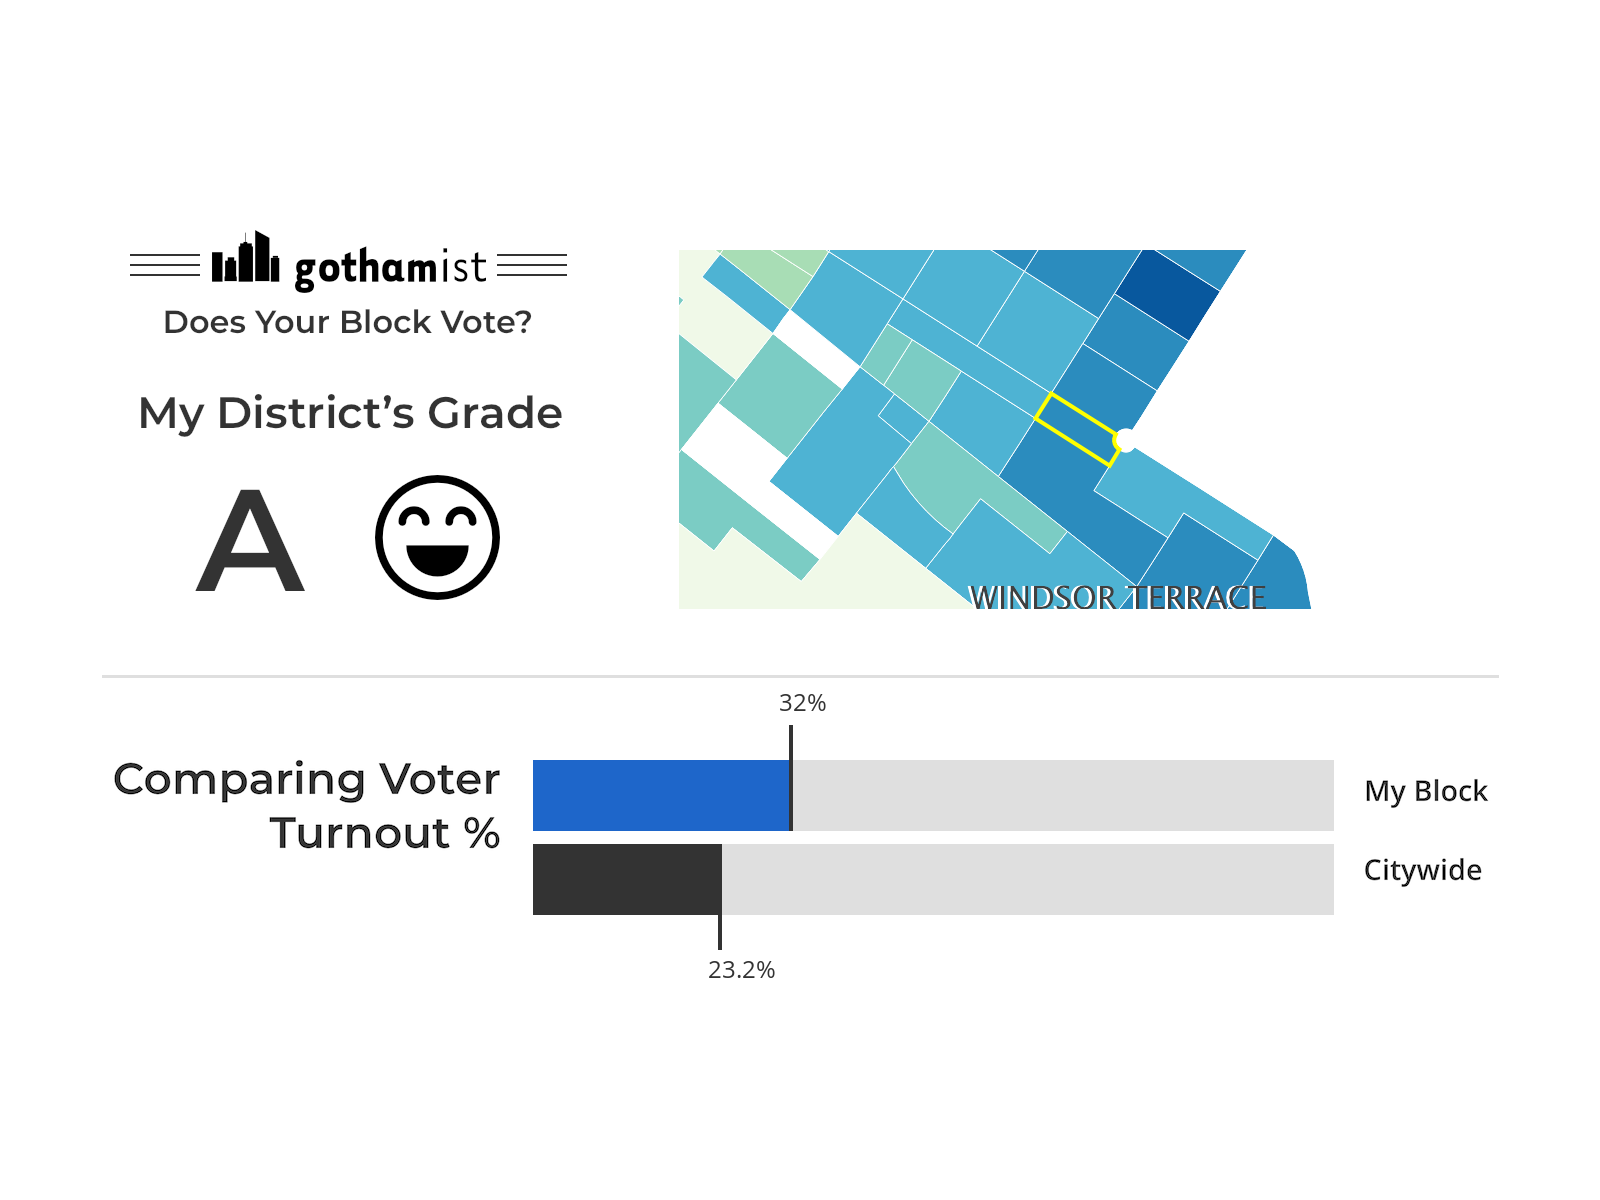 gothamist
Does Your Block Vote?
My District’s Grade
A
WINDSOR TERRACE
32%
Comparing Voter
Turnout %
My Block
Citywide
23.2%